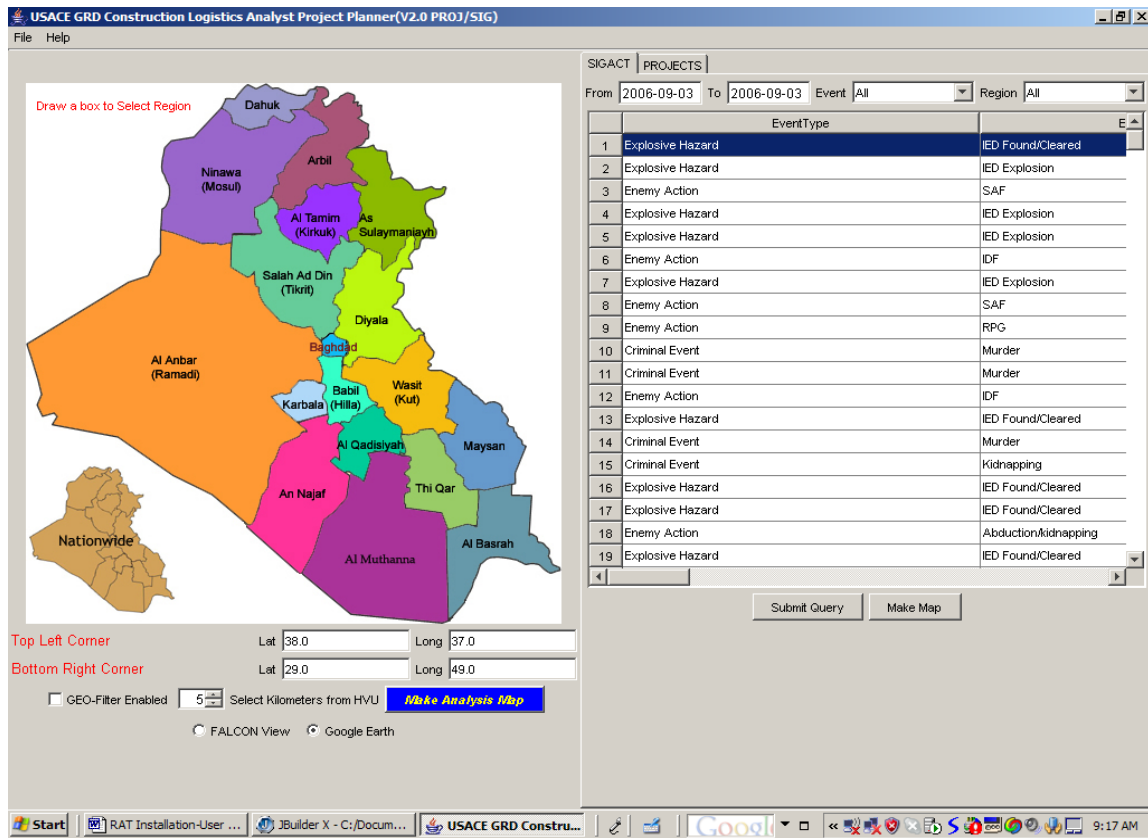 USACE GRD Construction Logistics Analyst Project Planner(V2.0 PROJ/SIG)
File Help
Draw a box to Select Region
Dahuk
Arbil
Ninawa
(Mosul)
Al Tamim
(Kirkuk)
As
Sulaymaniayh
Salah Ad Din
(Tikrit)
Diyala
Baghdad
Al Anbar
(Ramadi)
Wasit
(Kut)
Babil
(Hilla)
Karbala
Al Qadisiyah
Maysan
An Najaf
Thi Qar
Al Muthanna
Al Basrah
Nationwide
Top Left Corner Lat 38.0 Long 37.0
Bottom Right Corner Lat 29.0 Long 49.0
GEO-Filter Enabled 5 Select Kilometers from HVU Make Analysis Map
FALCON View Google Earth
SIGACT PROJECTS
From 2006-09-03 To 2006-09-03 Event All Region All
EventType E
1 Explosive Hazard IED Found/Cleared
2 Explosive Hazard IED Explosion
3 Enemy Action SAF
4 Explosive Hazard IED Explosion
5 Explosive Hazard IED Explosion
6 Enemy Action IDF
7 Explosive Hazard IED Explosion
8 Enemy Action SAF
9 Enemy Action RPG
10 Criminal Event Murder
11 Criminal Event Murder
12 Enemy Action IDF
13 Explosive Hazard IED Found/Cleared
14 Criminal Event Murder
15 Criminal Event Kidnapping
16 Explosive Hazard IED Found/Cleared
17 Explosive Hazard IED Found/Cleared
18 Enemy Action Abduction/kidnapping
19 Explosive Hazard IED Found/Cleared
Submit Query Make Map
Start RAT Installation-User ... JBuilder X - C:/Docum... USACE GRD Constru... Googl 9:17 AM